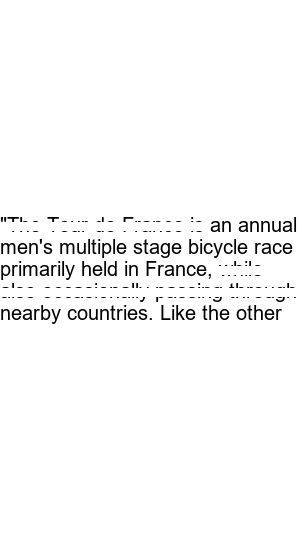 "The Tour de France is an annual
men's multiple stage bicycle race
primarily held in France, while
also occasionally passing through
nearby countries. Like the other